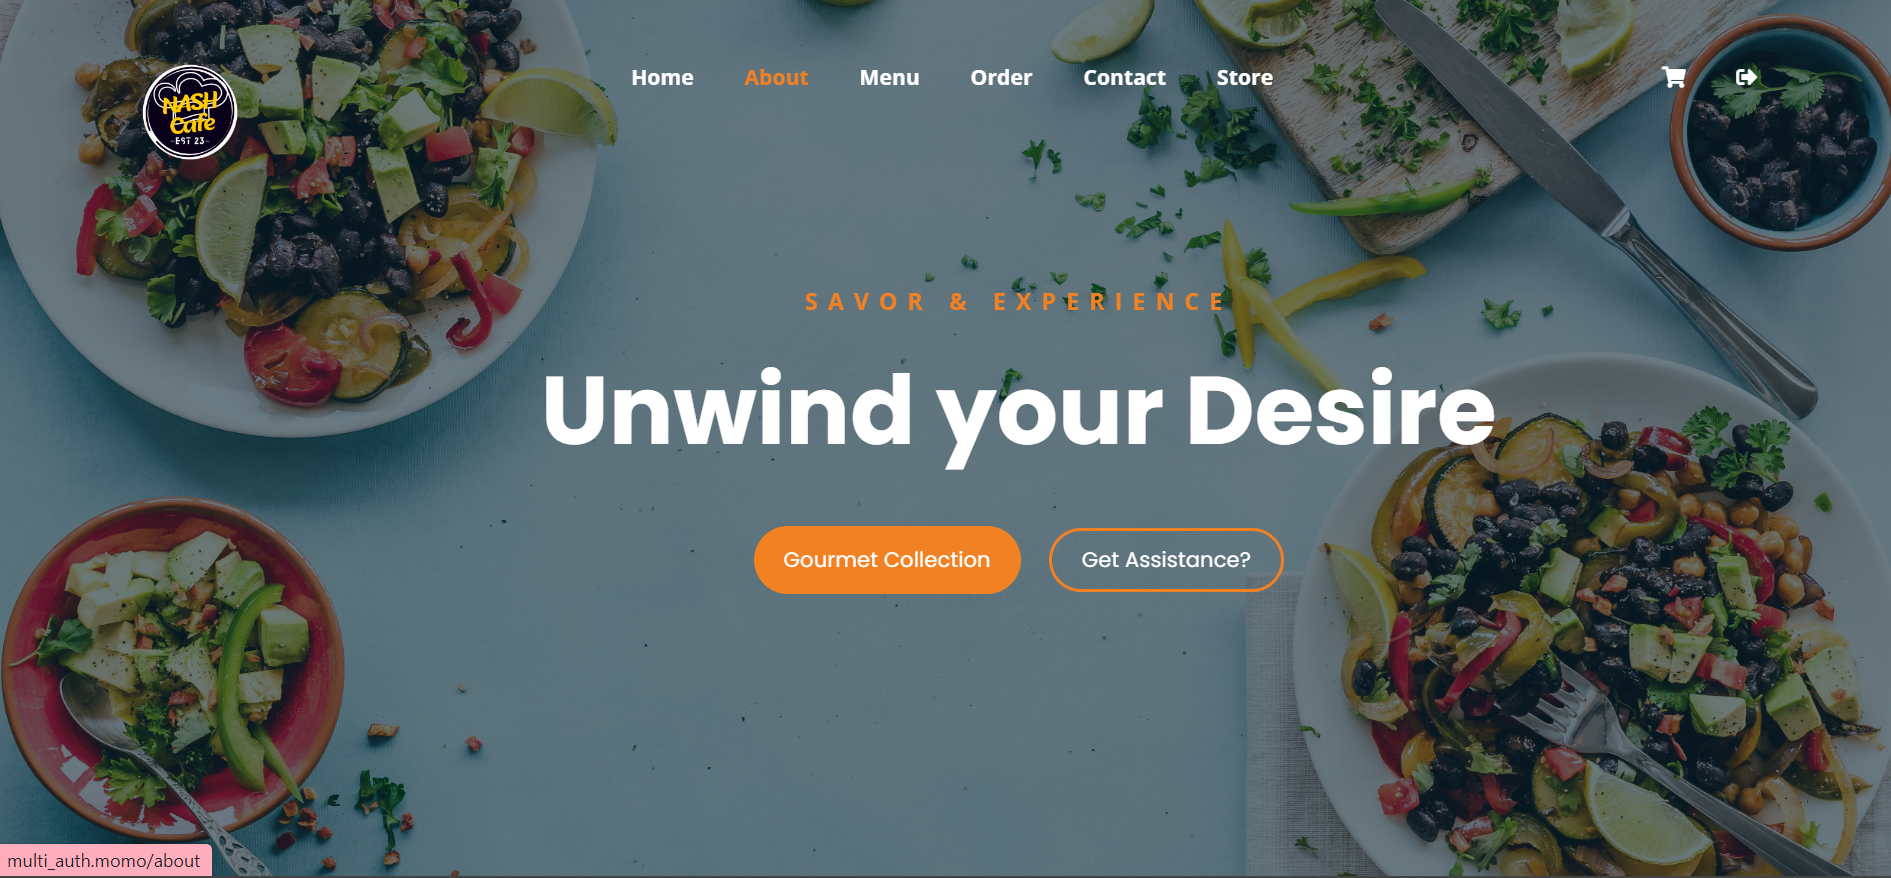 NASH
Cafe
-EST 23-
Home About Menu Order Contact Store
SAVOR & EXPERIENCE
Unwind your Desire
Gourmet Collection Get Assistance?
multi_auth.momo/about